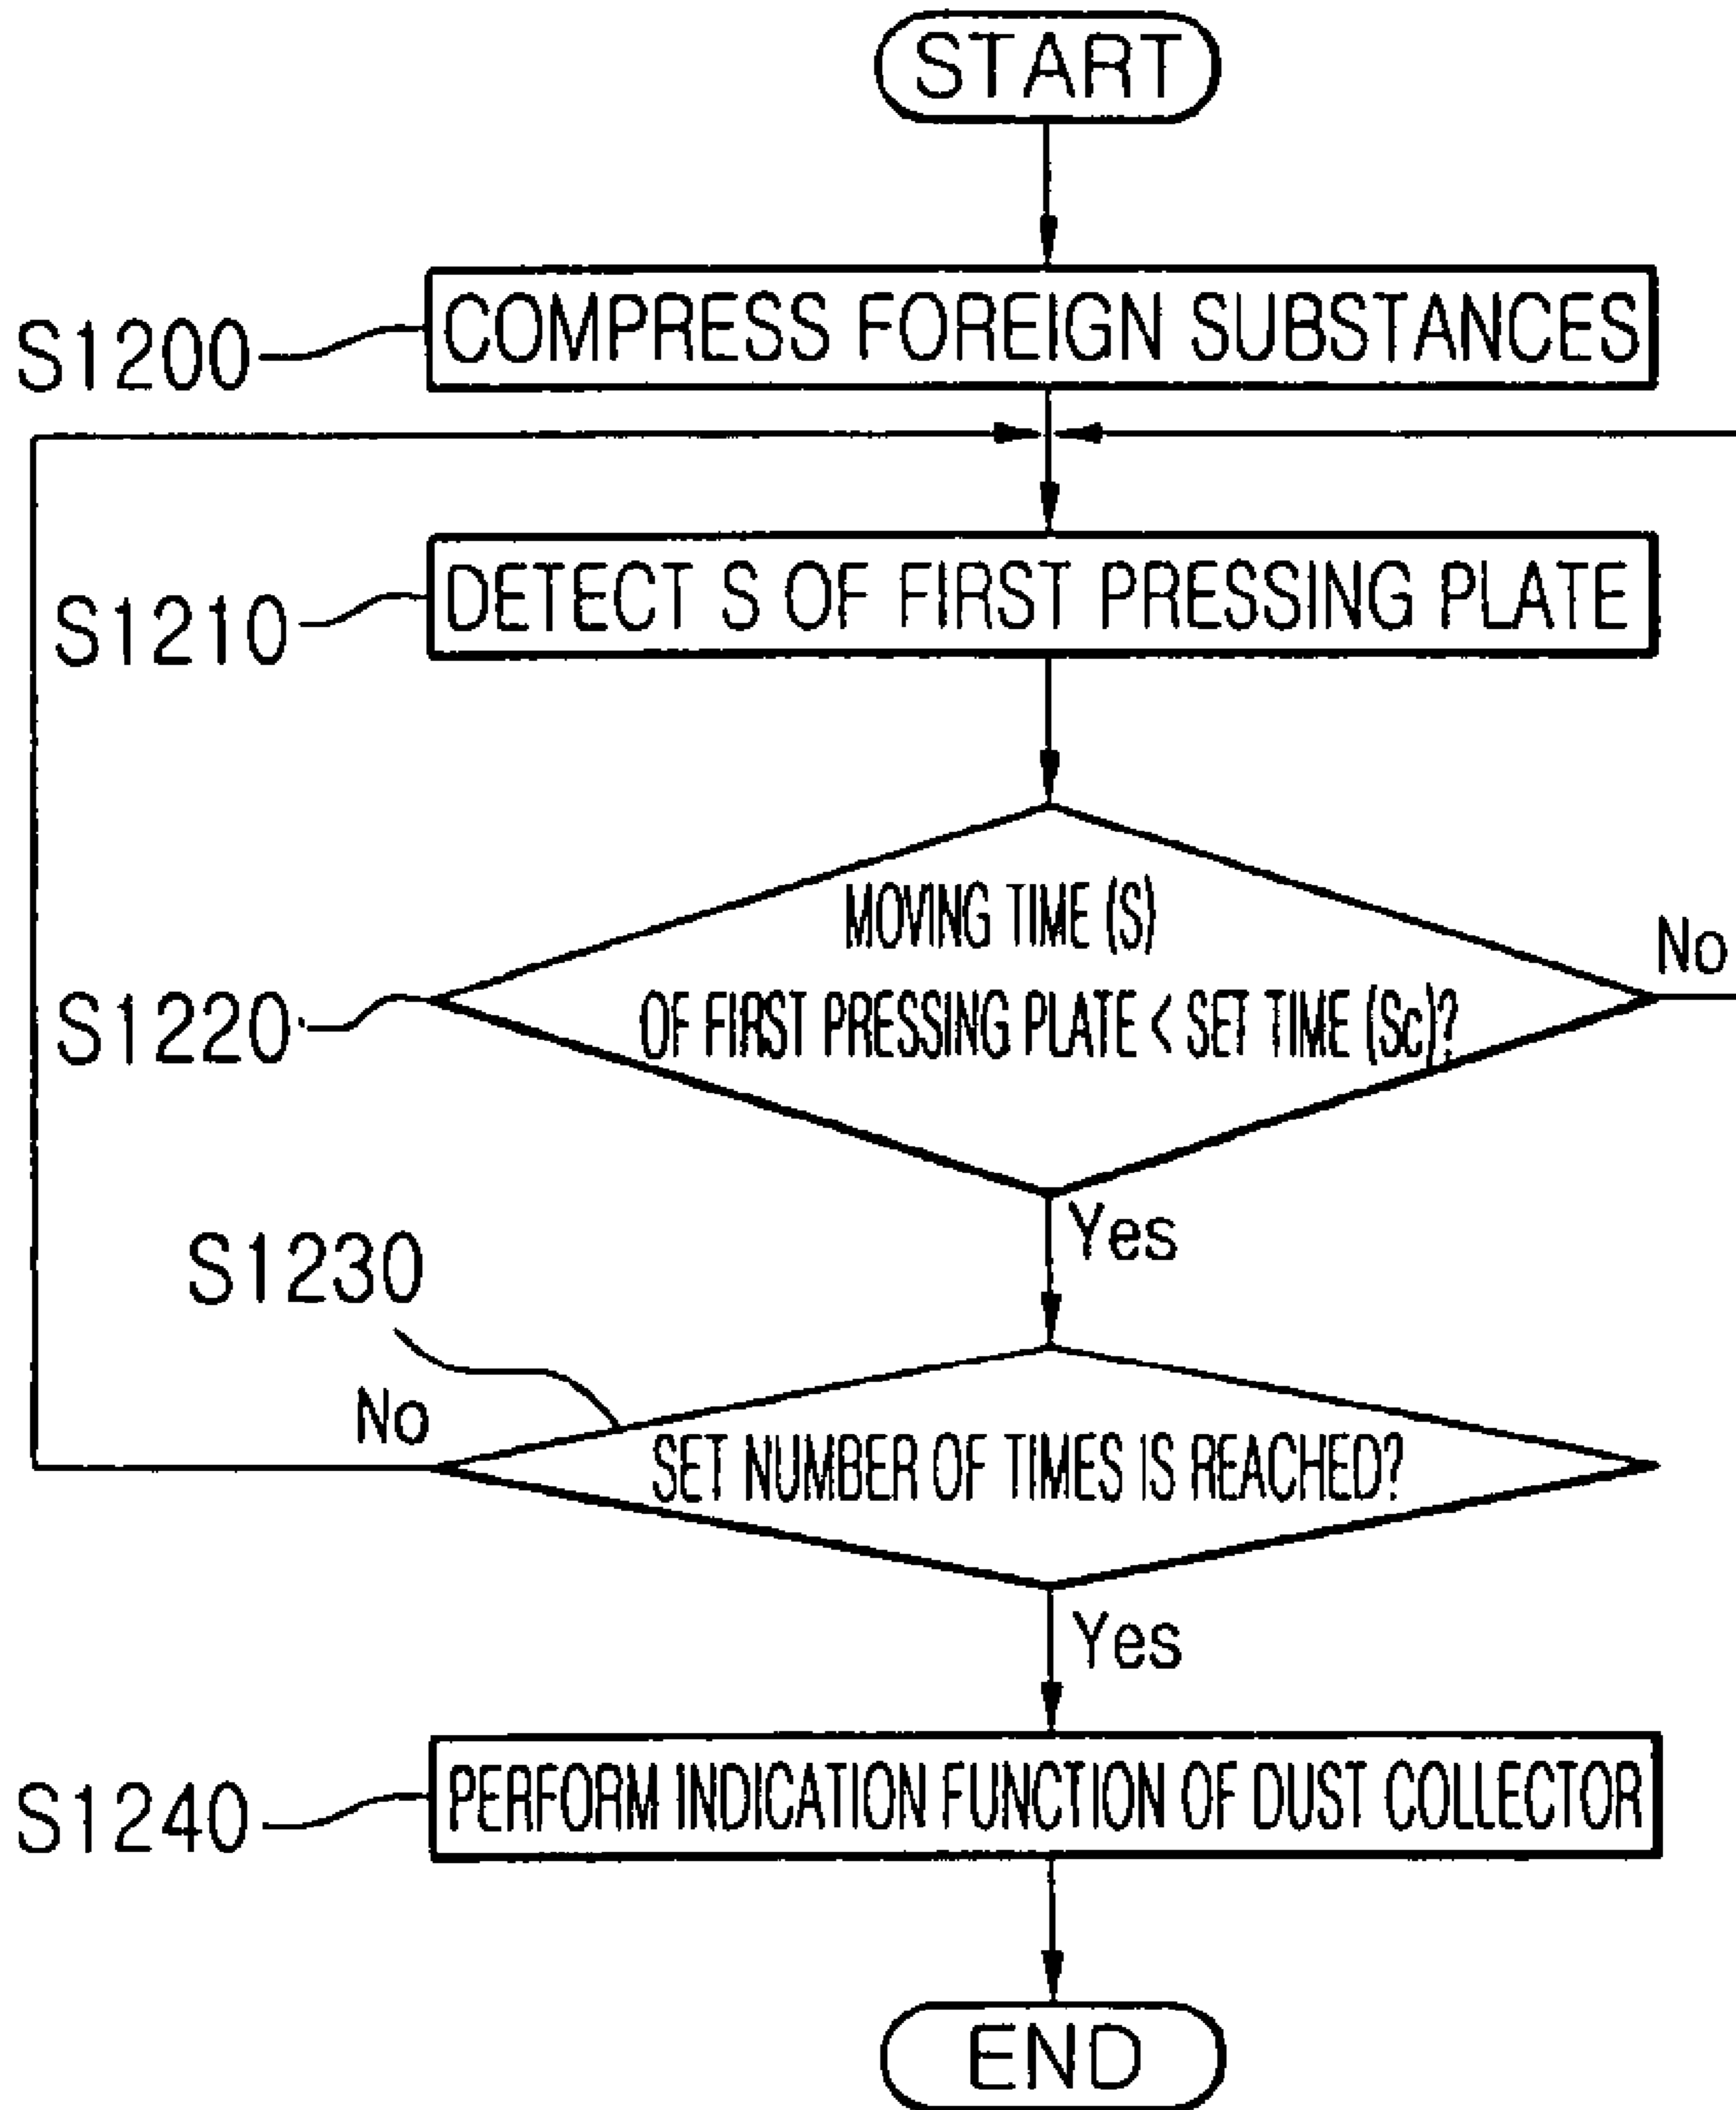 START
COMPRESS FOREIGN SUBSTANCES
S1200
DETECT S OF FIRST PRESSING PLATE
S1210
MOVING TIME (S)
OF FIRST PRESSING PLATE < SET TIME (Sc)?
No
S1220
Yes
S1230
No
SET NUMBER OF TIMES IS REACHED?
Yes
PERFORM INDICATION FUNCTION OF DUST COLLECTOR
S1240
END